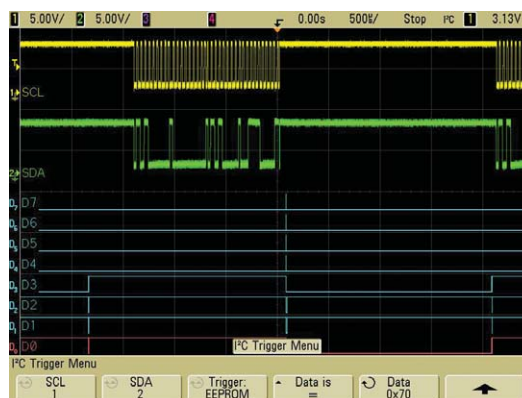 1 5.00V/ 2 5.00V/ 3 4 0.00s 500%/ Stop I²C 1 3.13V
SCL
SDA
D7
D6
D5
D4
D3
D2
D1
D0
I²C Trigger Menu
I²C Trigger Menu
SCL SDA Trigger: Data is Data
1 2 EEPROM = 0x70